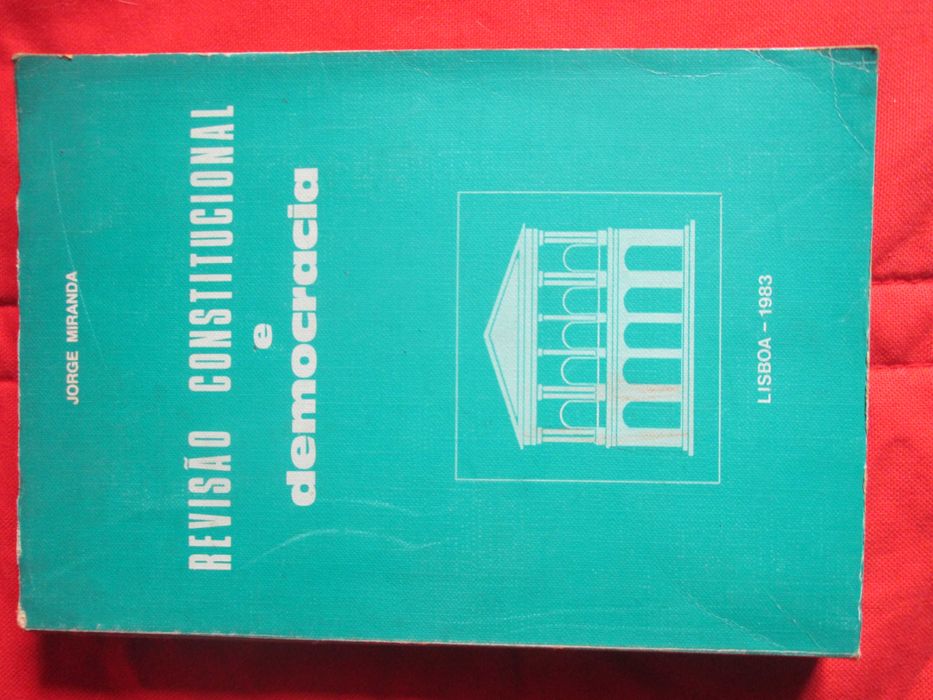 JORGE MIRANDA
REVISÃO CONSTITUCIONAL
e
democracia
LISBOA – 1983